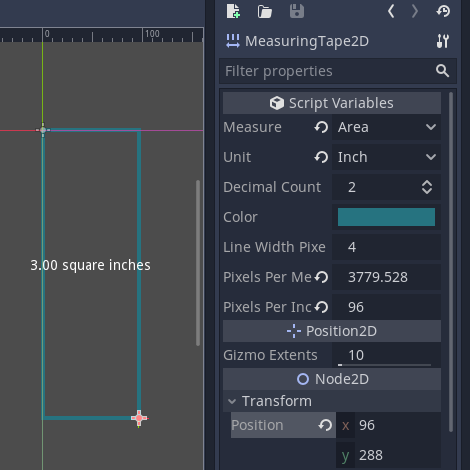 0 100
3.00 square inches
MeasuringTape2D
Filter properties
Script Variables
Measure Area
Unit Inch
Decimal Count 2
Color
Line Width Pixe 4
Pixels Per Me 3779.528
Pixels Per Inc 96
Position2D
Gizmo Extents 10
Node2D
Transform
Position x 96
y 288